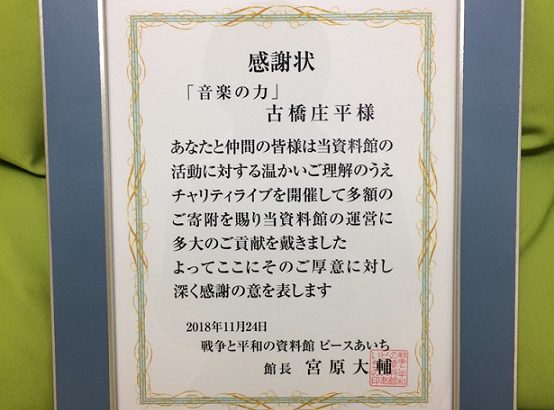 感謝状
「音楽の力」
古橋庄平様
あなたと仲間の皆様は当資料館の
活動に対する温かいご理解のうえ
チャリティライブを開催して多額の
ご寄附を賜り当資料館の運営に
多大のご貢献を戴きました
よってここにそのご厚意に対し
深く感謝の意を表します
2018年11月24日
戦争と平和の資料館 ピースあいち
館長 宮原大輔